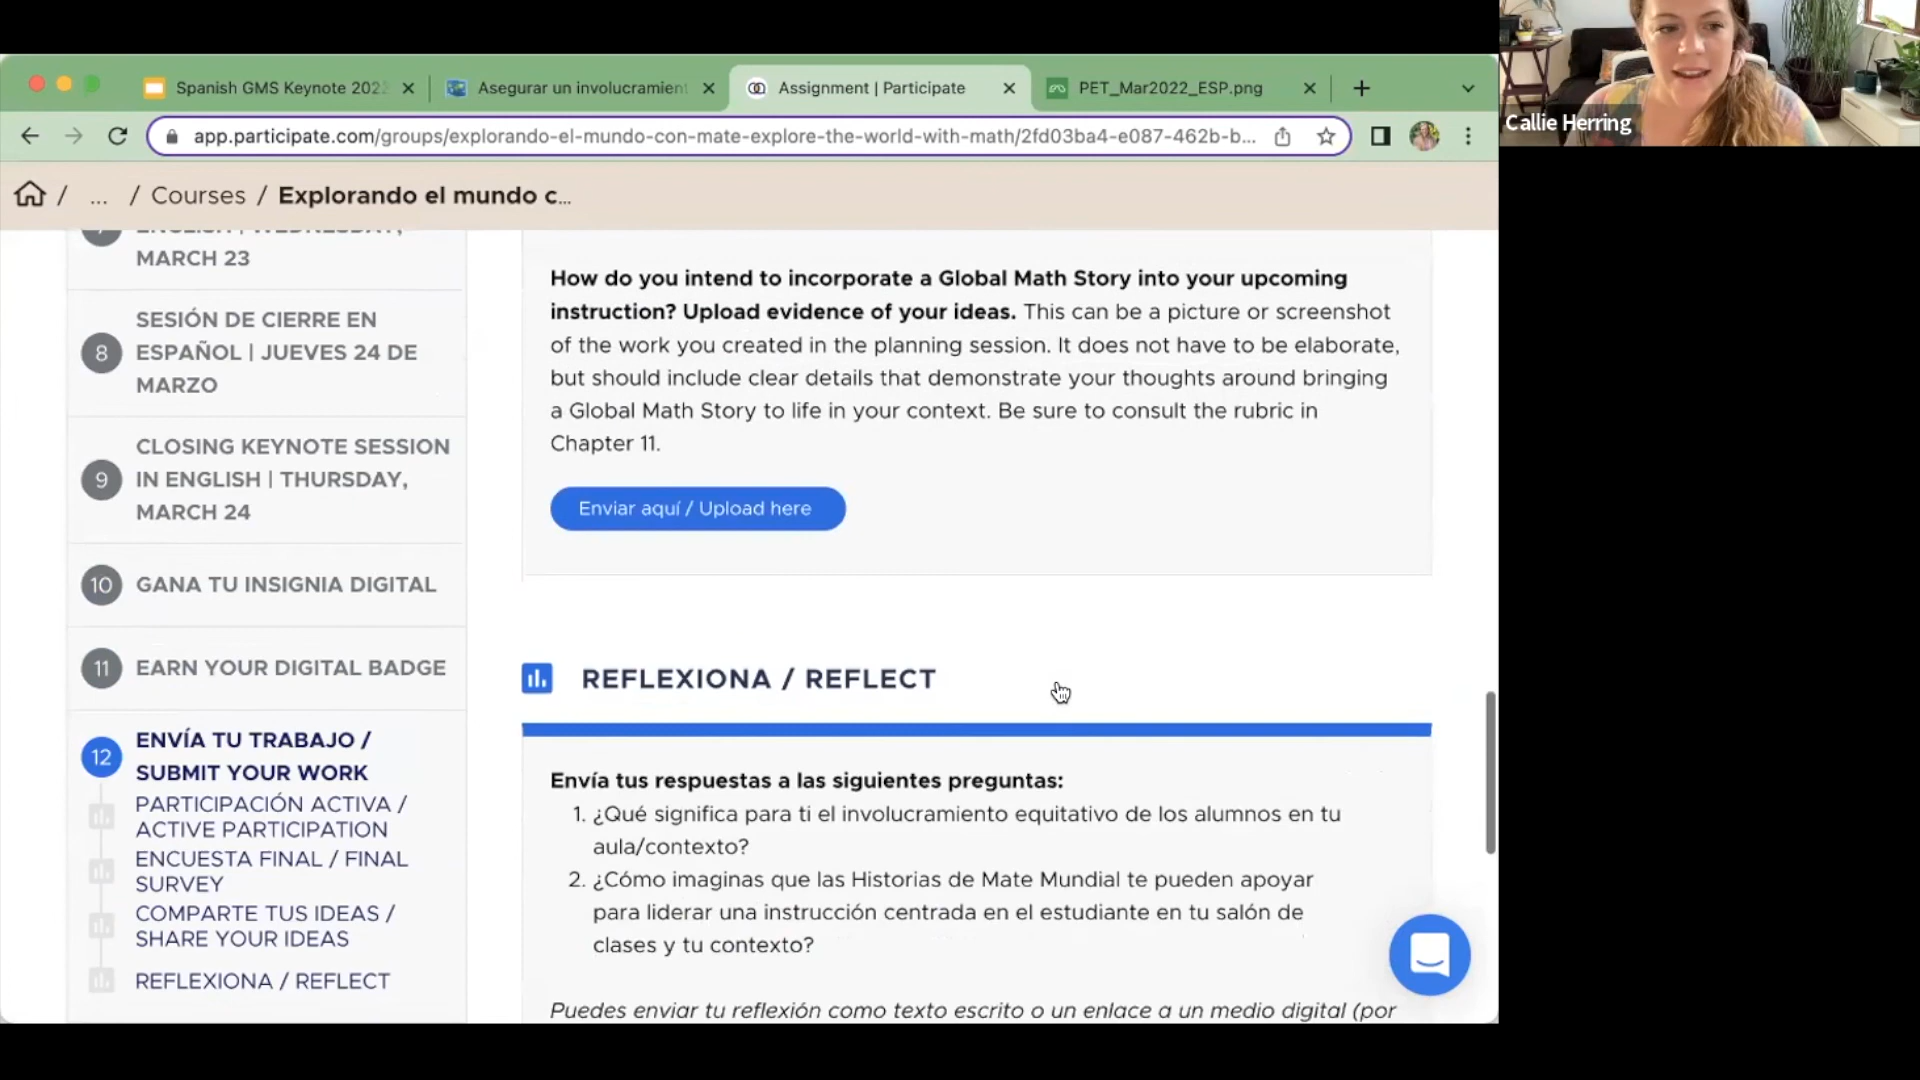 Spanish GMS Keynote 202
Asegurar un involucramient
Assignment | Participate
PET_Mar2022_ESP.png
app.participate.com/groups/explorando-el-mundo-con-mate-explore-the-world-with-math/2fd03ba4-e087-462b-b...
Callie Herring
/ ... / Courses / Explorando el mundo c...
7
ENGLISH | WEDNESDAY,
MARCH 23
8
SESIÓN DE CIERRE EN
ESPAÑOL | JUEVES 24 DE
MARZO
9
CLOSING KEYNOTE SESSION
IN ENGLISH | THURSDAY,
MARCH 24
10 GANA TU INSIGNIA DIGITAL
11 EARN YOUR DIGITAL BADGE
12
ENVÍA TU TRABAJO /
SUBMIT YOUR WORK
PARTICIPACIÓN ACTIVA /
ACTIVE PARTICIPATION
ENCUESTA FINAL / FINAL
SURVEY
COMPARTE TUS IDEAS /
SHARE YOUR IDEAS
REFLEXIONA / REFLECT
How do you intend to incorporate a Global Math Story into your upcoming
instruction? Upload evidence of your ideas. This can be a picture or screenshot
of the work you created in the planning session. It does not have to be elaborate,
but should include clear details that demonstrate your thoughts around bringing
a Global Math Story to life in your context. Be sure to consult the rubric in
Chapter 11.
Enviar aquí / Upload here
REFLEXIONA / REFLECT
Envía tus respuestas a las siguientes preguntas:
1. ¿Qué significa para ti el involucramiento equitativo de los alumnos en tu
aula/contexto?
2. ¿Cómo imaginas que las Historias de Mate Mundial te pueden apoyar
para liderar una instrucción centrada en el estudiante en tu salón de
clases y tu contexto?
Puedes enviar tu reflexión como texto escrito o un enlace a un medio digital (por